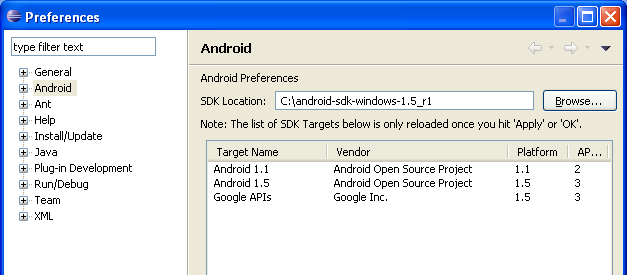 Preferences
type filter text
General
Android
Ant
Help
Install/Update
Java
Plug-in Development
Run/Debug
Team
XML
Android
Android Preferences
SDK Location: C:\android-sdk-windows-1.5_r1 Browse...
Note: The list of SDK Targets below is only reloaded once you hit 'Apply' or 'OK'.
Target Name Vendor Platform AP...
Android 1.1 Android Open Source Project 1.1 2
Android 1.5 Android Open Source Project 1.5 3
Google APIs Google Inc. 1.5 3